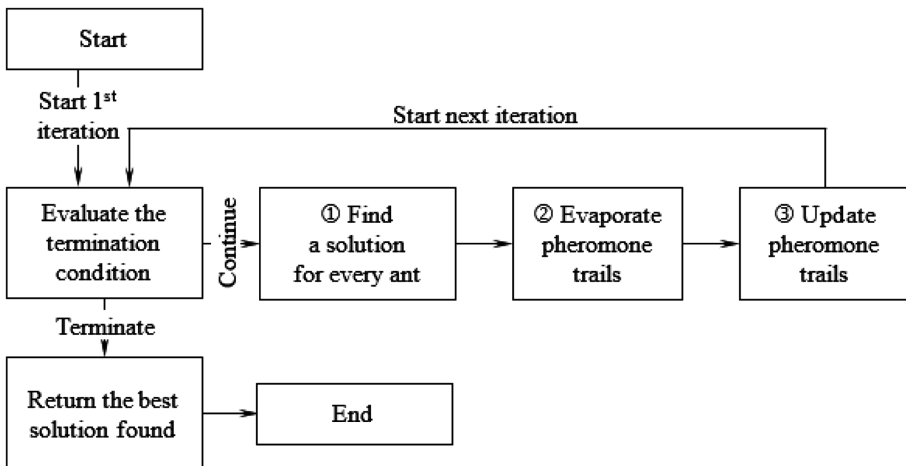 Start
Start 1st
iteration
Start next iteration
Evaluate the
termination
condition
Continue
① Find
a solution
for every ant
② Evaporate
pheromone
trails
③ Update
pheromone
trails
Terminate
Return the best
solution found
End